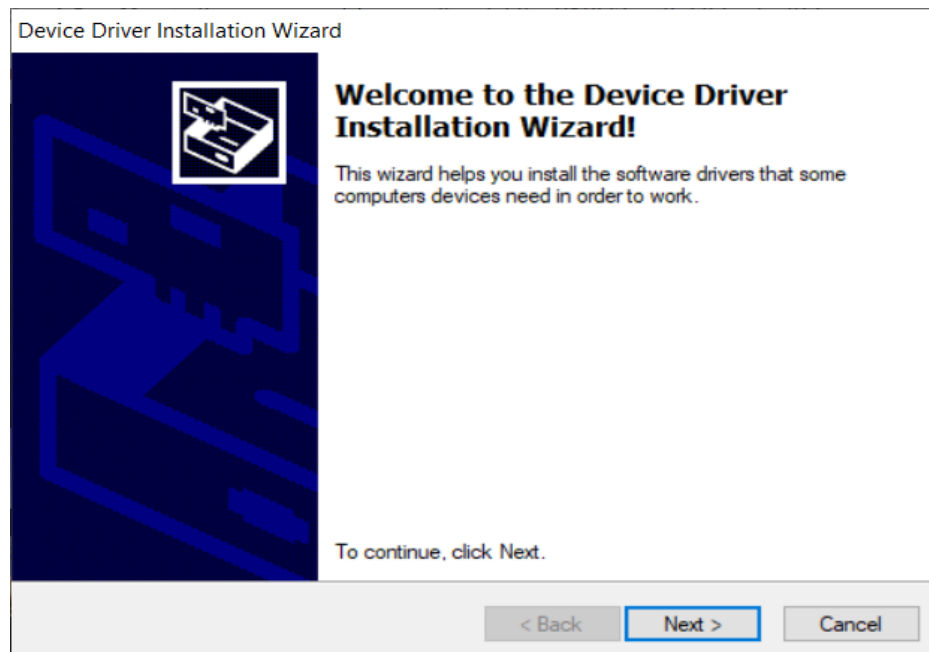 Device Driver Installation Wizard
Welcome to the Device Driver
Installation Wizard!
This wizard helps you install the software drivers that some
computers devices need in order to work.
To continue, click Next.
< Back
Next >
Cancel